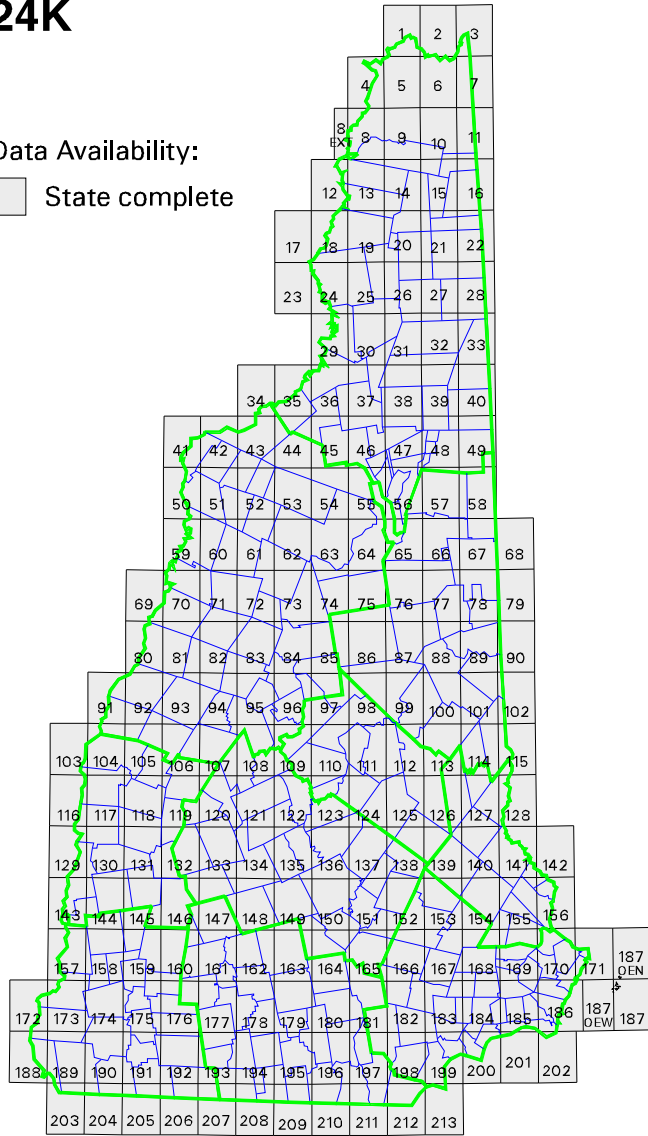 24K
1 2 3
4 5 6 7
Data Availability:
State complete
8 EXT 8 9 10 11
12 13 14 15 16
17 18 19 20 21 22
23 24 25 26 27 28
29 30 31 32 33
34 35 36 37 38 39 40
41 42 43 44 45 46 47 48 49
50 51 52 53 54 55 56 57 58
59 60 61 62 63 64 65 66 67 68
69 70 71 72 73 74 75 76 77 78 79
80 81 82 83 84 85 86 87 88 89 90
91 92 93 94 95 96 97 98 99 100 101 102
103 104 105 106 107 108 109 110 111 112 113 114 115
116 117 118 119 120 121 122 123 124 125 126 127 128
129 130 131 132 133 134 135 136 137 138 139 140 141 142
143 144 145 146 147 148 149 150 151 152 153 154 155 156
157 158 159 160 161 162 163 164 165 166 167 168 169 170 171 187 OEN
172 173 174 175 176 177 178 179 180 181 182 183 184 185 186 187 OEW 187
188 189 190 191 192 193 194 195 196 197 198 199 200 201 202
203 204 205 206 207 208 209 210 211 212 213